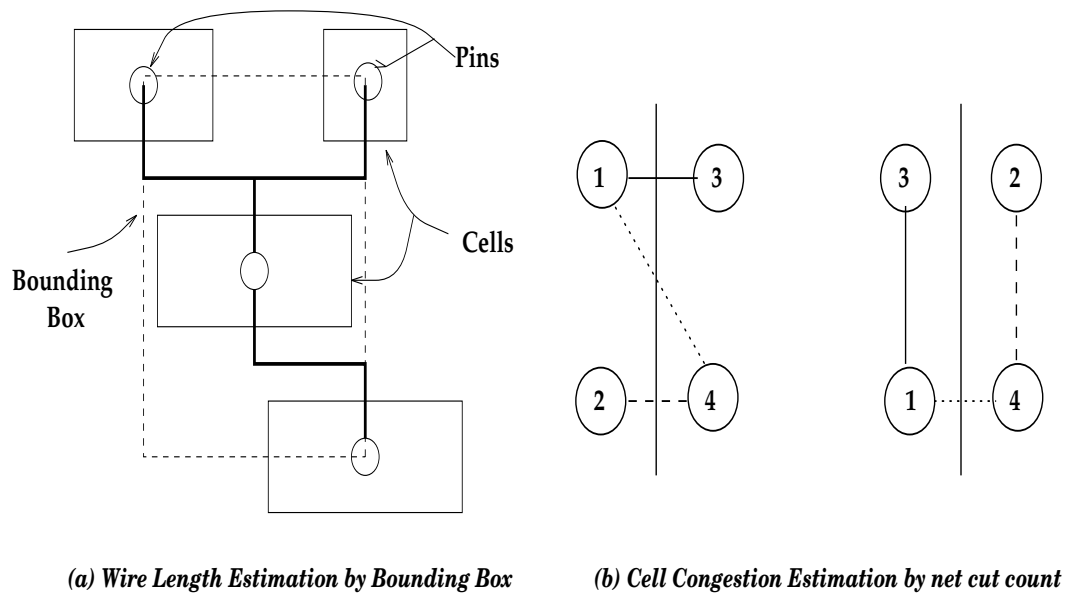 Pins
Cells
Bounding
Box
1
3
2
4
3
2
1
4
(a) Wire Length Estimation by Bounding Box
(b) Cell Congestion Estimation by net cut count